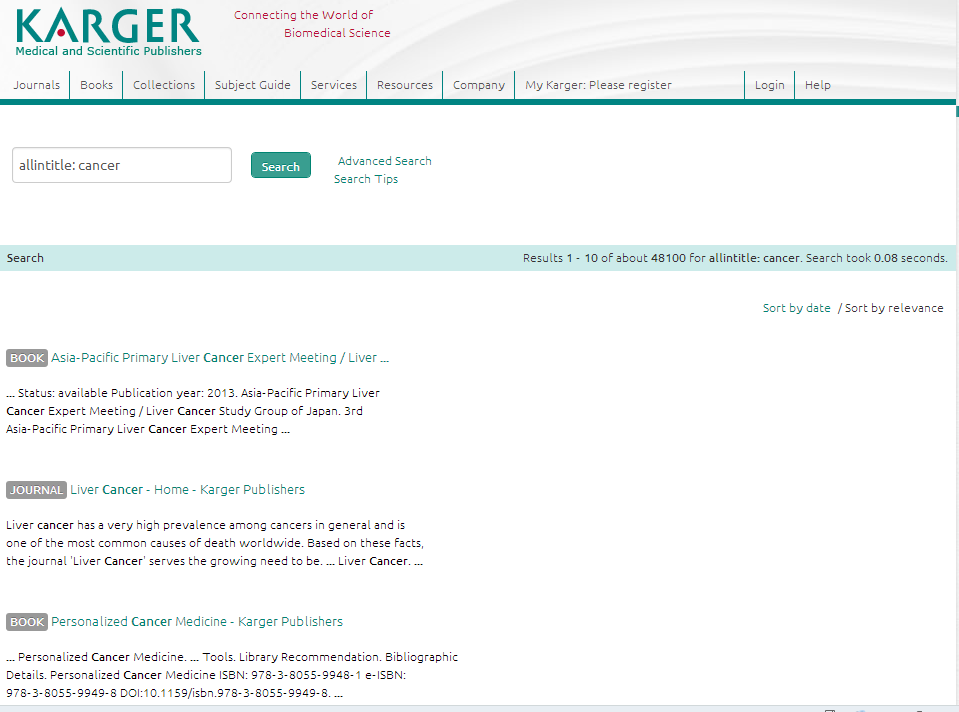 KARGER
Medical and Scientific Publishers
Connecting the World of
Biomedical Science
Journals Books Collections Subject Guide Services Resources Company My Karger: Please register Login Help
allintitle: cancer
Search
Advanced Search
Search Tips
Search Results 1 - 10 of about 48100 for allintitle: cancer. Search took 0.08 seconds.
Sort by date / Sort by relevance
BOOK Asia-Pacific Primary Liver Cancer Expert Meeting / Liver ...
... Status: available Publication year: 2013. Asia-Pacific Primary Liver
Cancer Expert Meeting / Liver Cancer Study Group of Japan. 3rd
Asia-Pacific Primary Liver Cancer Expert Meeting ...
JOURNAL Liver Cancer - Home - Karger Publishers
Liver cancer has a very high prevalence among cancers in general and is
one of the most common causes of death worldwide. Based on these facts,
the journal 'Liver Cancer' serves the growing need to be. ... Liver Cancer. ...
BOOK Personalized Cancer Medicine - Karger Publishers
... Personalized Cancer Medicine. ... Tools. Library Recommendation. Bibliographic
Details. Personalized Cancer Medicine ISBN: 978-3-8055-9948-1 e-ISBN:
978-3-8055-9949-8 DOI:10.1159/isbn.978-3-8055-9949-8. ...